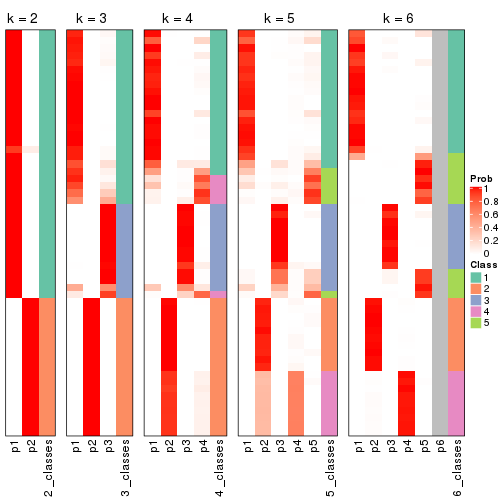 k = 2
k = 3
k = 4
k = 5
k = 6
Prob
1
0.8
0.6
0.4
0.2
0
Class
1
2
3
4
5
p1
p2
2_classes
p1
p2
p3
3_classes
p1
p2
p3
p4
4_classes
p1
p2
p3
p4
p5
5_classes
p1
p2
p3
p4
p5
p6
6_classes